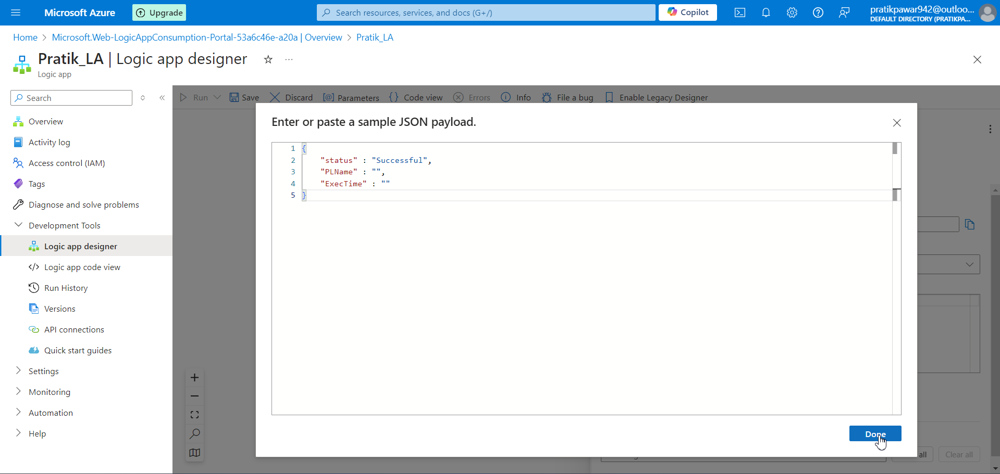 Microsoft Azure
Upgrade
Search resources, services, and docs (G+/)
Copilot
pratikpawar942@outloo...
DEFAULT DIRECTORY (PRATIKPA...
Home > Microsoft.Web-LogicAppConsumption-Portal-53a6c46e-a20a | Overview > Pratik_LA
Pratik_LA | Logic app designer
Logic app
Search
Run
Save
Discard
Parameters
Code view
Errors
Info
File a bug
Enable Legacy Designer
Overview
Activity log
Access control (IAM)
Tags
Diagnose and solve problems
Development Tools
Logic app designer
Logic app code view
Run History
Versions
API connections
Quick start guides
Settings
Monitoring
Automation
Help
Enter or paste a sample JSON payload.
1 {
2 "status" : "Successful",
3 "PLName" : "",
4 "ExecTime" : ""
5 }
Done
all
Clear all